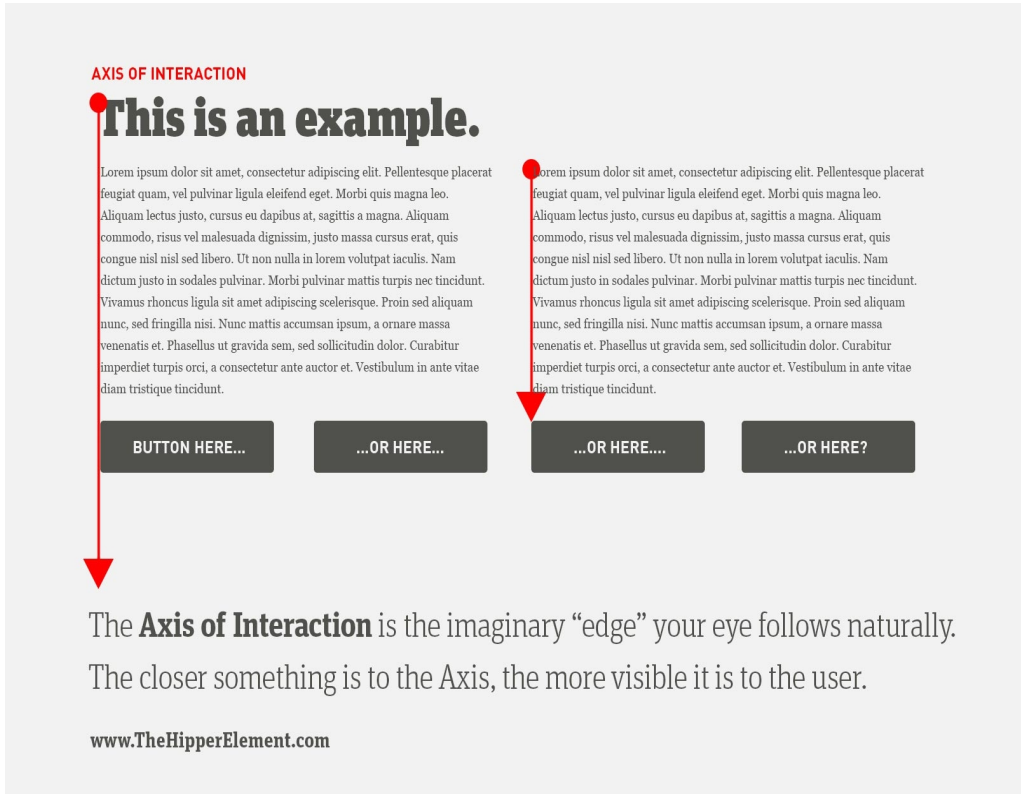 AXIS OF INTERACTION
This is an example.
Lorem ipsum dolor sit amet, consectetur adipiscing elit. Pellentesque placerat
feugiat quam, vel pulvinar ligula eleifend eget. Morbi quis magna leo.
Aliquam lectus justo, cursus eu dapibus at, sagittis a magna. Aliquam
commodo, risus vel malesuada dignissim, justo massa cursus erat, quis
congue nisl nisl sed libero. Ut non nulla in lorem volutpat iaculis. Nam
dictum justo in sodales pulvinar. Morbi pulvinar mattis turpis nec tincidunt.
Vivamus rhoncus ligula sit amet adipiscing scelerisque. Proin sed aliquam
nunc, sed fringilla nisi. Nunc mattis accumsan ipsum, a ornare massa
venenatis et. Phasellus ut gravida sem, sed sollicitudin dolor. Curabitur
imperdiet turpis orci, a consectetur ante auctor et. Vestibulum in ante vitae
diam tristique tincidunt.
Lorem ipsum dolor sit amet, consectetur adipiscing elit. Pellentesque placerat
feugiat quam, vel pulvinar ligula eleifend eget. Morbi quis magna leo.
Aliquam lectus justo, cursus eu dapibus at, sagittis a magna. Aliquam
commodo, risus vel malesuada dignissim, justo massa cursus erat, quis
congue nisl nisl sed libero. Ut non nulla in lorem volutpat iaculis. Nam
dictum justo in sodales pulvinar. Morbi pulvinar mattis turpis nec tincidunt.
Vivamus rhoncus ligula sit amet adipiscing scelerisque. Proin sed aliquam
nunc, sed fringilla nisi. Nunc mattis accumsan ipsum, a ornare massa
venenatis et. Phasellus ut gravida sem, sed sollicitudin dolor. Curabitur
imperdiet turpis orci, a consectetur ante auctor et. Vestibulum in ante vitae
diam tristique tincidunt.
BUTTON HERE...
...OR HERE...
...OR HERE....
...OR HERE?
The Axis of Interaction is the imaginary “edge” your eye follows naturally.
The closer something is to the Axis, the more visible it is to the user.
www.TheHipperElement.com